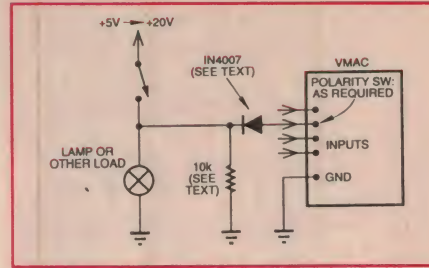 +5V → +20V
IN4007
(SEE TEXT)
VMAC
POLARITY SW:
AS REQUIRED
INPUTS
LAMP OR
OTHER LOAD
10k
(SEE
TEXT)
GND